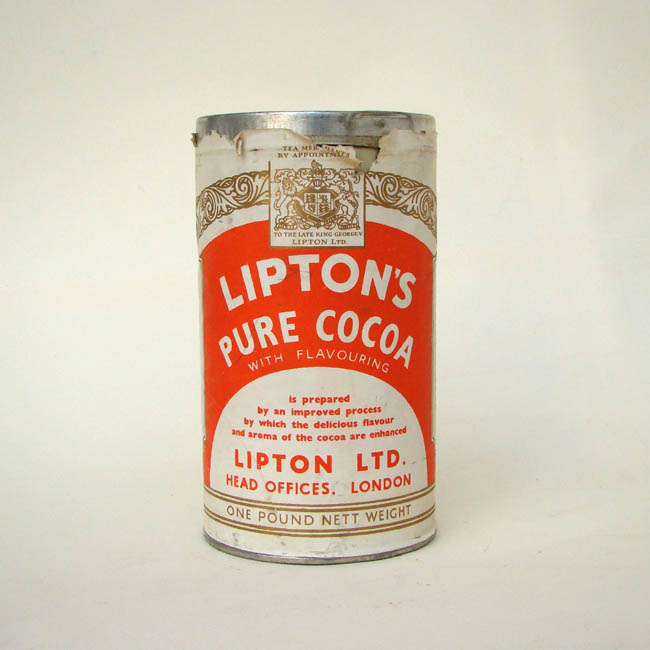 TEA MERCHANTS
BY APPOINTMENT
TO THE LATE KING GEORGE V
LIPTON LTD.
LIPTON'S
PURE COCOA
WITH FLAVOURING
is prepared
by an improved process
by which the delicious flavour
and aroma of the cocoa are enhanced
LIPTON LTD.
HEAD OFFICES. LONDON
ONE POUND NETT WEIGHT